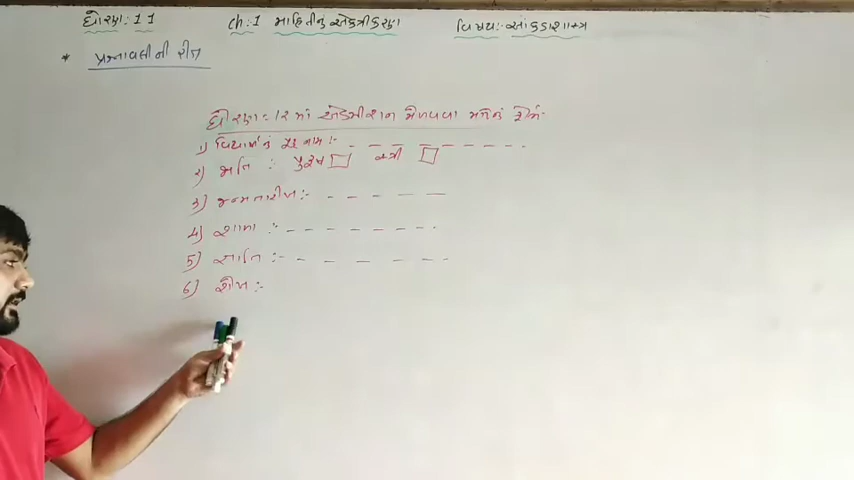 ધોરણ: 11 ch:1 માહિતીનું એકત્રીકરણ વિષય:- આંકડાશાસ્ત્ર
* પ્રશ્નાવલીની રીત
ધોરણ:-12 માં એડમીશન મેળવવા માટેનું ફોર્મ
1) વિદ્યાર્થીનું પુરૂ નામ :-
2) જાતિ : પુરુષ સ્ત્રી
3) જન્મતારીખ :-
4) શાળા :-
5) જ્ઞાતિ :-
6) શોખ :-